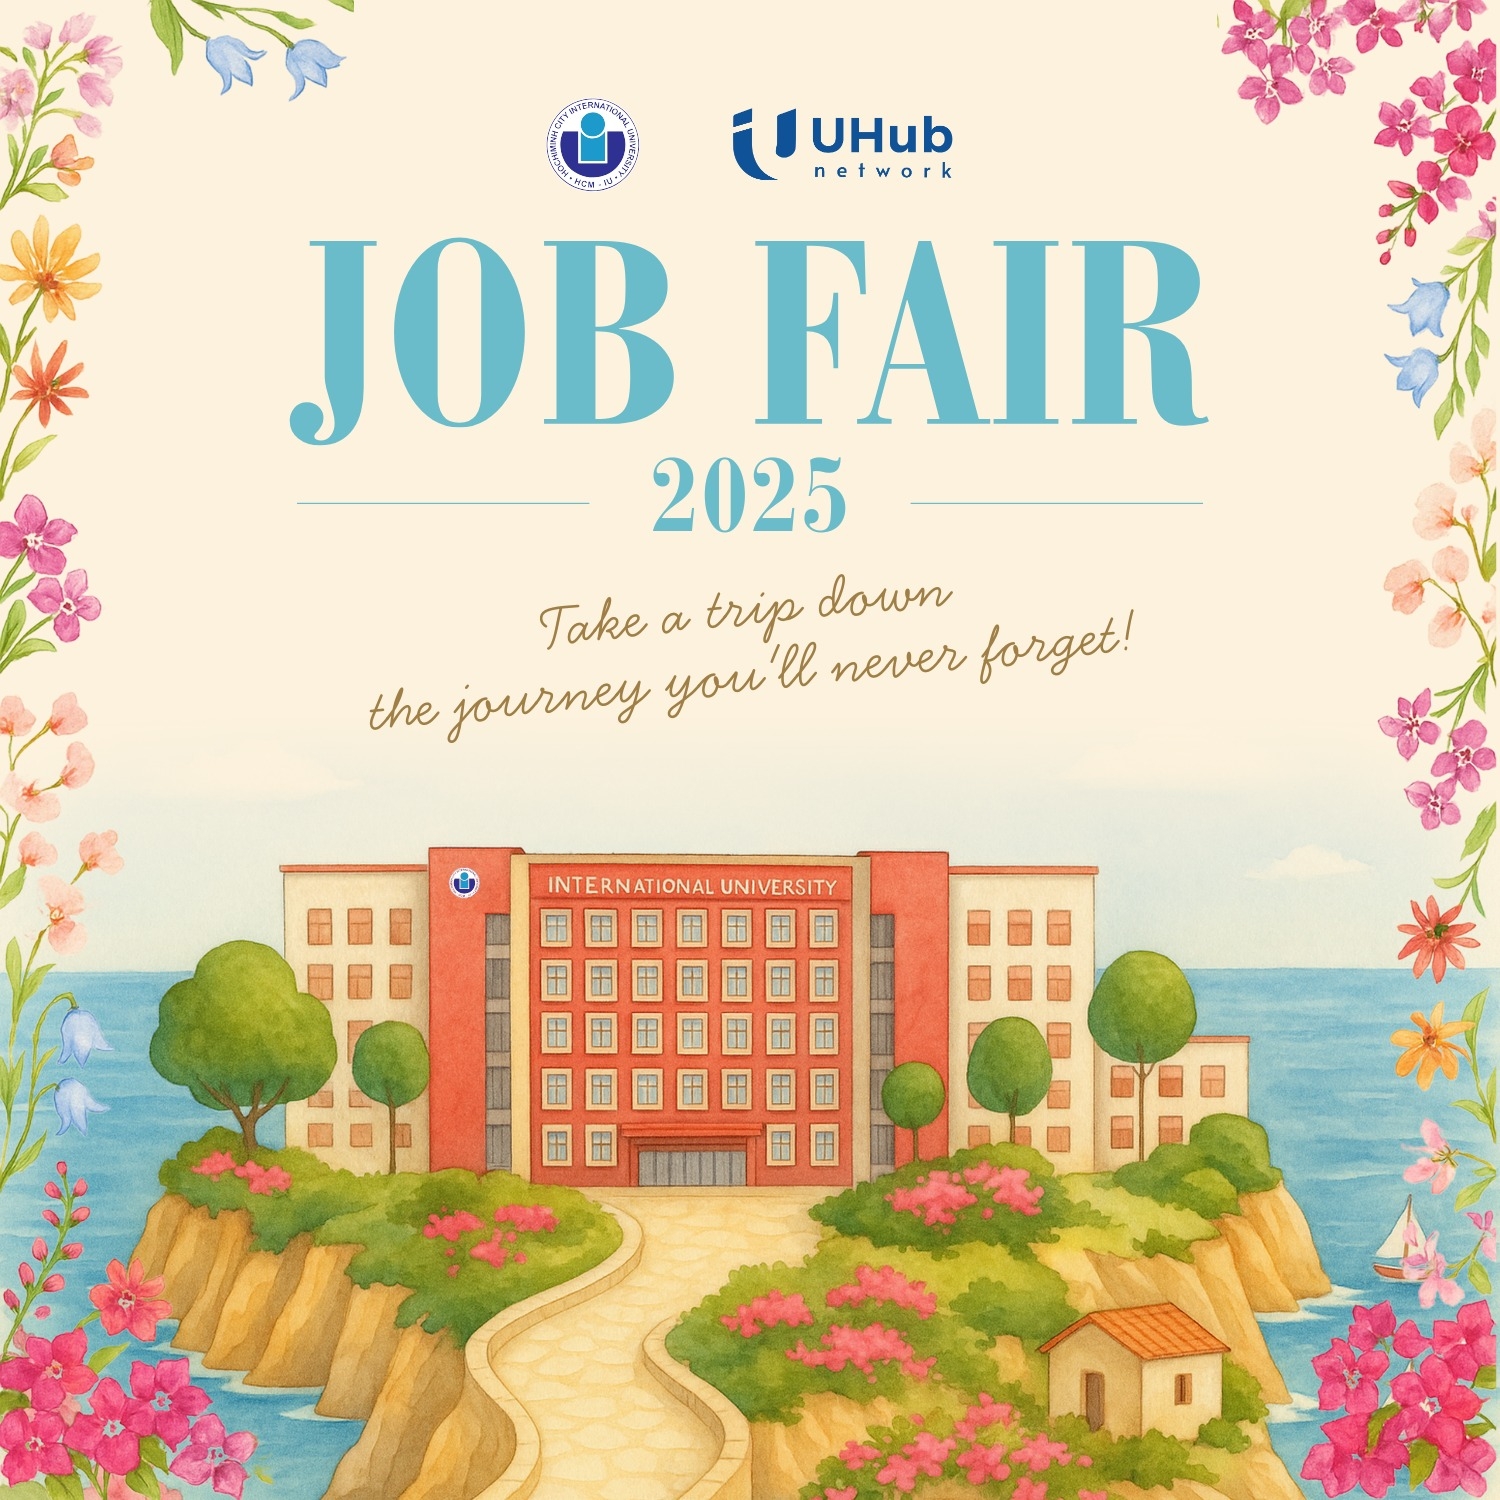 HOCHIMINH CITY INTERNATIONAL UNIVERSITY
• HCM - IU •
UHub
network
JOB FAIR
2025
Take a trip down
the journey you'll never forget!
INTERNATIONAL UNIVERSITY